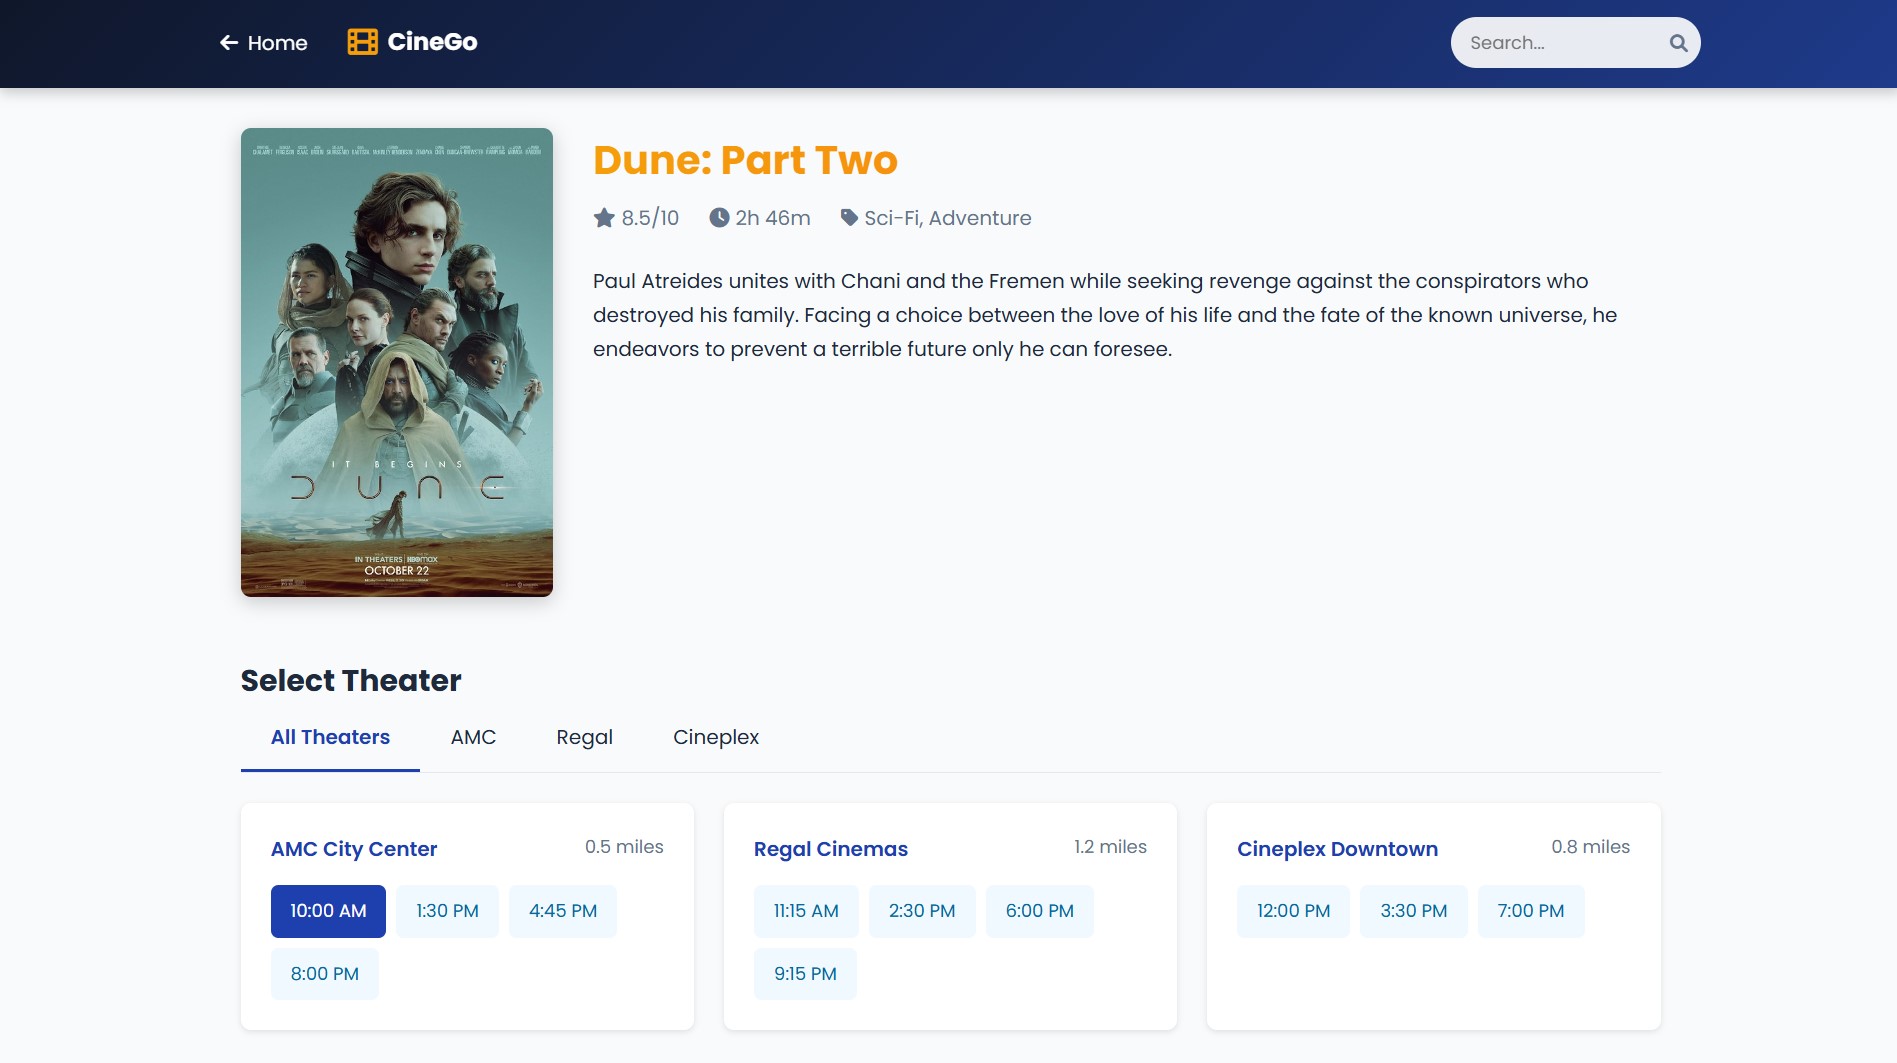 Home
CineGo
Search...
Dune: Part Two
8.5/10 2h 46m Sci-Fi, Adventure
Paul Atreides unites with Chani and the Fremen while seeking revenge against the conspirators who
destroyed his family. Facing a choice between the love of his life and the fate of the known universe, he
endeavors to prevent a terrible future only he can foresee.
IT BEGINS
DUNE
IN THEATERS HBOmax
OCTOBER 22
Select Theater
All Theaters AMC Regal Cineplex
AMC City Center 0.5 miles
10:00 AM 1:30 PM 4:45 PM
8:00 PM
Regal Cinemas 1.2 miles
11:15 AM 2:30 PM 6:00 PM
9:15 PM
Cineplex Downtown 0.8 miles
12:00 PM 3:30 PM 7:00 PM